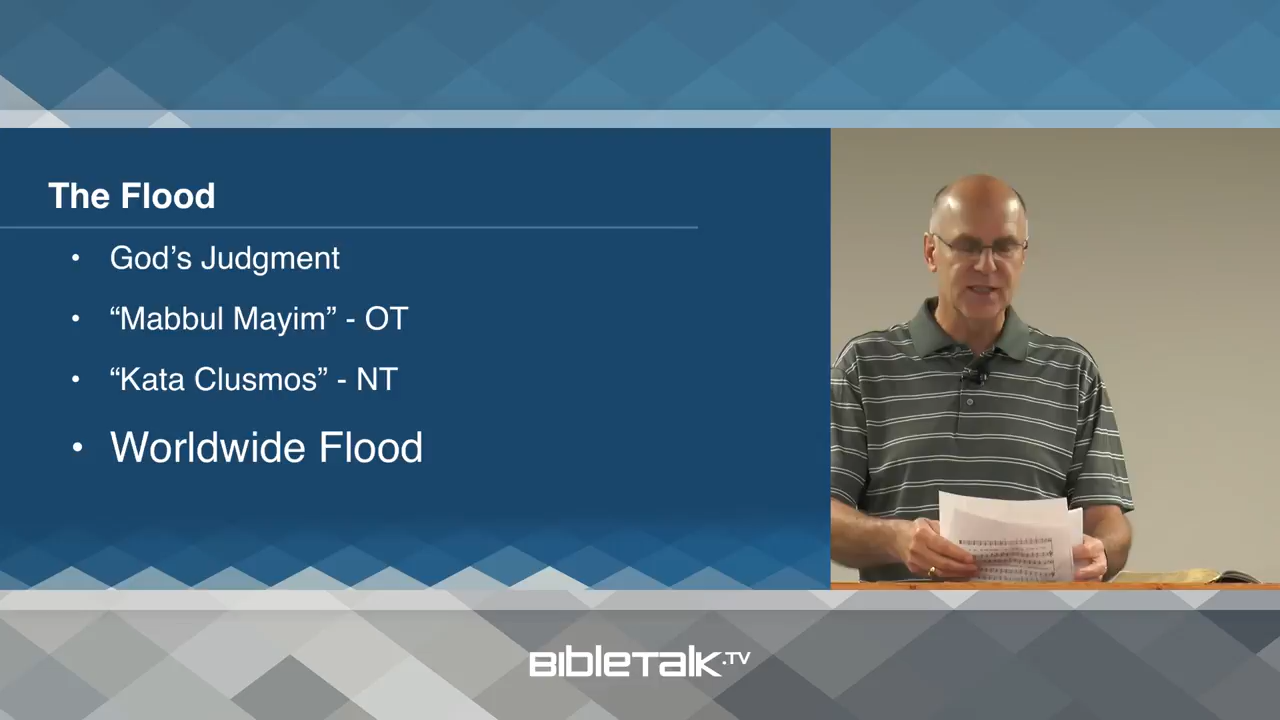 The Flood
• God’s Judgment
• “Mabbul Mayim” - OT
• “Kata Clusmos” - NT
• Worldwide Flood
BIBLETALK.TV